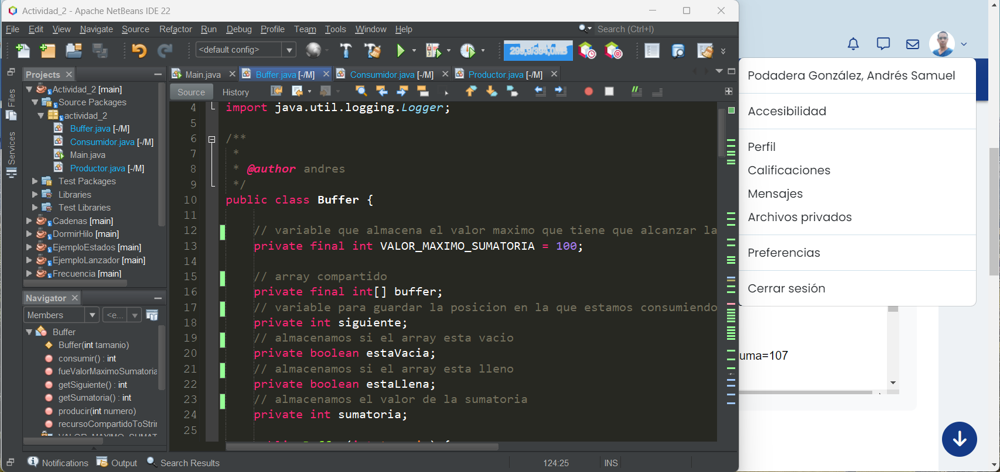 Actividad_2 - Apache NetBeans IDE 22
File Edit View Navigate Source Refactor Run Debug Profile Team Tools Window Help
Search (Ctrl+I)
<default config>
299,9/394,0MB
Projects
Files
Services
Actividad_2 [main]
Source Packages
actividad_2
Buffer.java [-/M]
Consumidor.java [-/M]
Main.java
Productor.java [-/M]
Test Packages
Libraries
Test Libraries
Cadenas [main]
DormirHilo [main]
EjemploEstados [main]
EjemploLanzador [main]
Frecuencia [main]
Navigator
Members
<e...
Buffer
Buffer(int tamanio)
consumir() : int
fueValorMaximoSumatoria
getSiguiente() : int
getSumatoria() : int
producir(int numero)
recursoCompartidoToStrin
Main.java Buffer.java [-/M] Consumidor.java [-/M] Productor.java [-/M]
Source History
4 import java.util.logging.Logger;
5
6 /**
7 *
8 * @author andres
9 */
10 public class Buffer {
11
12 // variable que almacena el valor maximo que tiene que alcanzar la
13 private final int VALOR_MAXIMO_SUMATORIA = 100;
14
15 // array compartido
16 private final int[] buffer;
17 // variable para guardar la posicion en la que estamos consumiendo
18 private int siguiente;
19 // almacenamos si el array esta vacio
20 private boolean estaVacia;
21 // almacenamos si el array esta lleno
22 private boolean estaLlena;
23 // almacenamos el valor de la sumatoria
24 private int sumatoria;
25
Notifications Output Search Results
124:25 INS
Podadera González, Andrés Samuel
Accesibilidad
Perfil
Calificaciones
Mensajes
Archivos privados
Preferencias
Cerrar sesión
uma=107